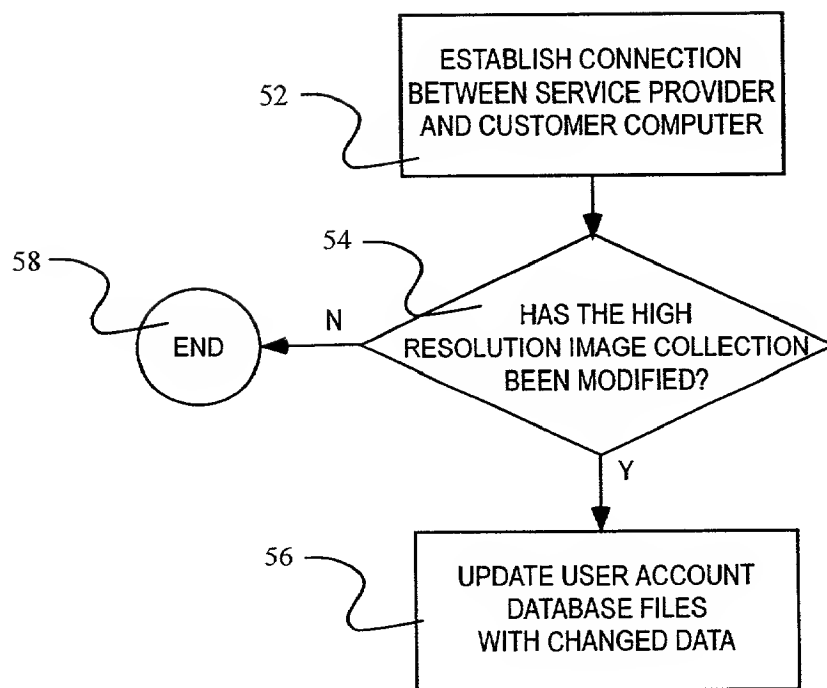 ESTABLISH CONNECTION
BETWEEN SERVICE PROVIDER
AND CUSTOMER COMPUTER
52
54
58
HAS THE HIGH
RESOLUTION IMAGE COLLECTION
BEEN MODIFIED?
N
END
Y
56
UPDATE USER ACCOUNT
DATABASE FILES
WITH CHANGED DATA